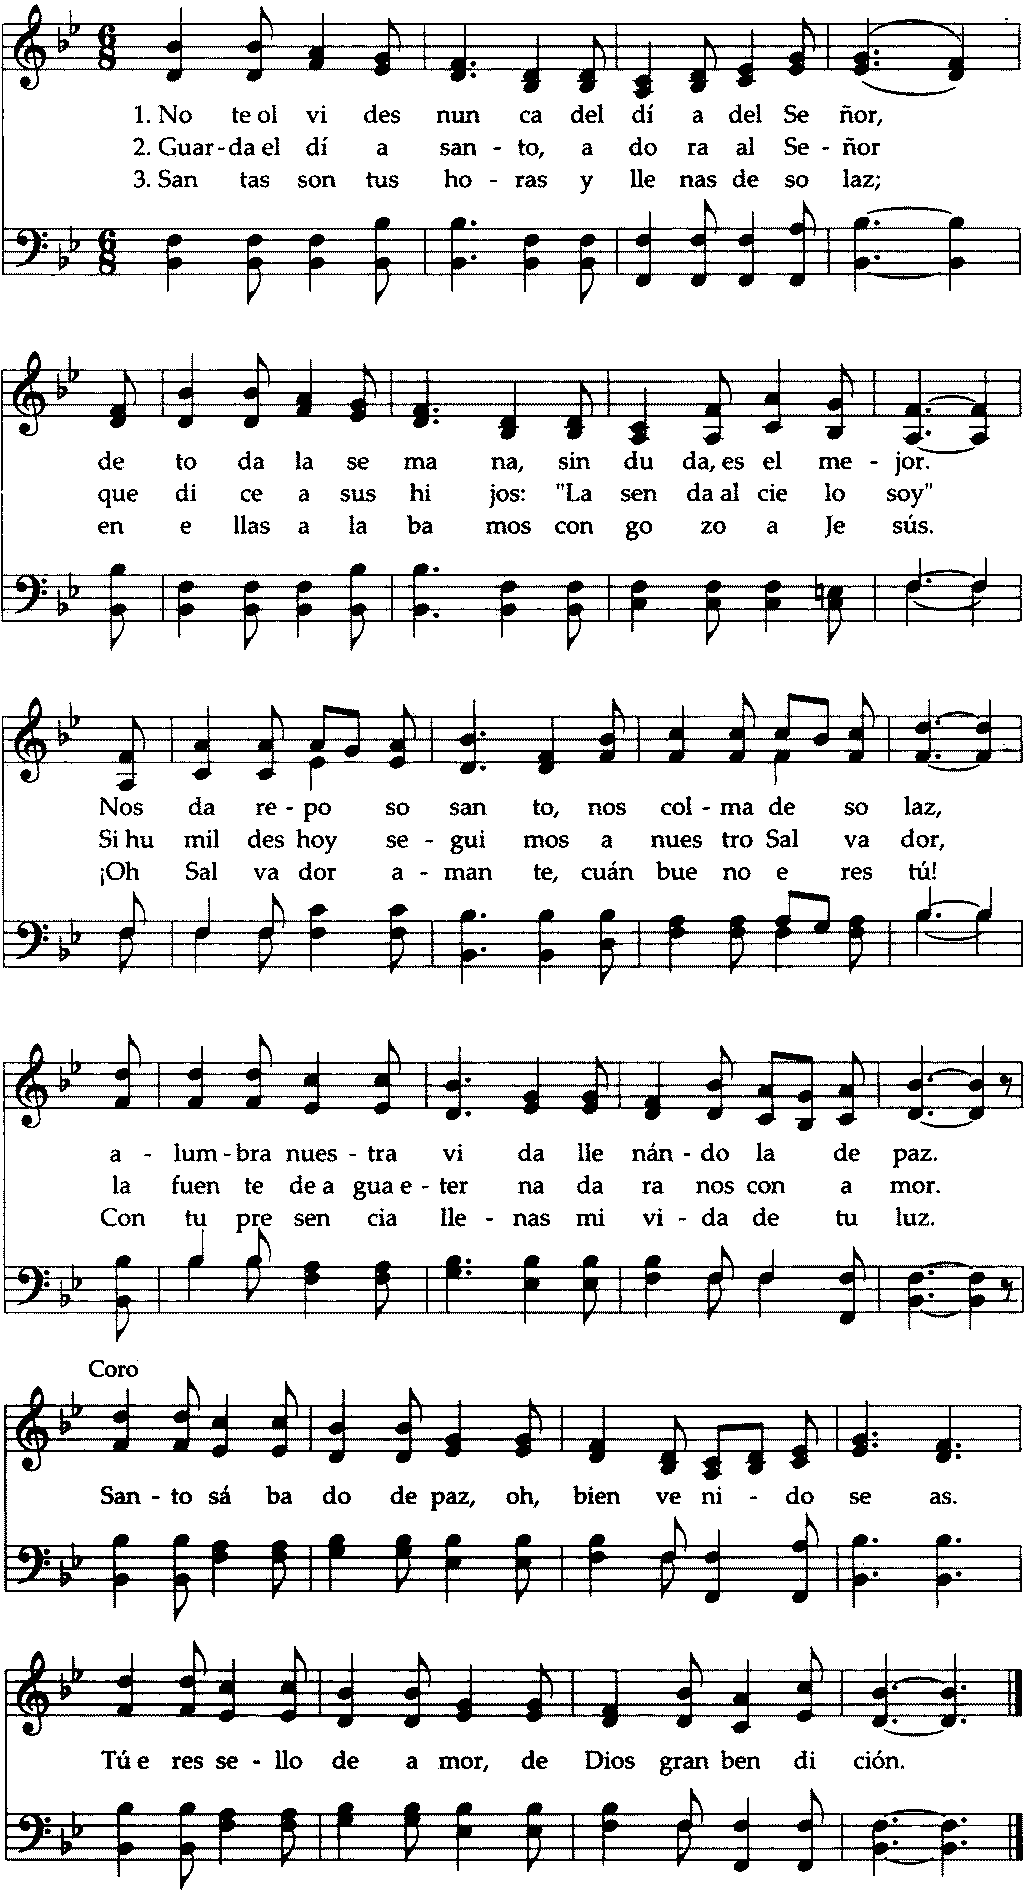 1. No te ol vi des nun ca del dí a del Se ñor,
2. Guar - da el dí a san - to, a do ra al Se - ñor
3. San tas son tus ho - ras y lle nas de so laz;
de to da la se ma na, sin du da, es el me - jor.
que di ce a sus hi jos: "La sen da al cie lo soy"
en e llas a la ba mos con go zo a Je sús.
Nos da re - po so san to, nos col - ma de so laz,
Si hu mil des hoy se - gui mos a nues tro Sal va dor,
¡Oh Sal va dor a - man te, cuán bue no e res tú!
a - lum - bra nues - tra vi da lle nán - do la de paz.
la fuen te de a gua e - ter na da ra nos con a mor.
Con tu pre sen cia lle - nas mi vi - da de tu luz.
Coro
San - to sá ba do de paz, oh, bien ve ni - do se as.
Tú e res se - llo de a mor, de Dios gran ben di ción.